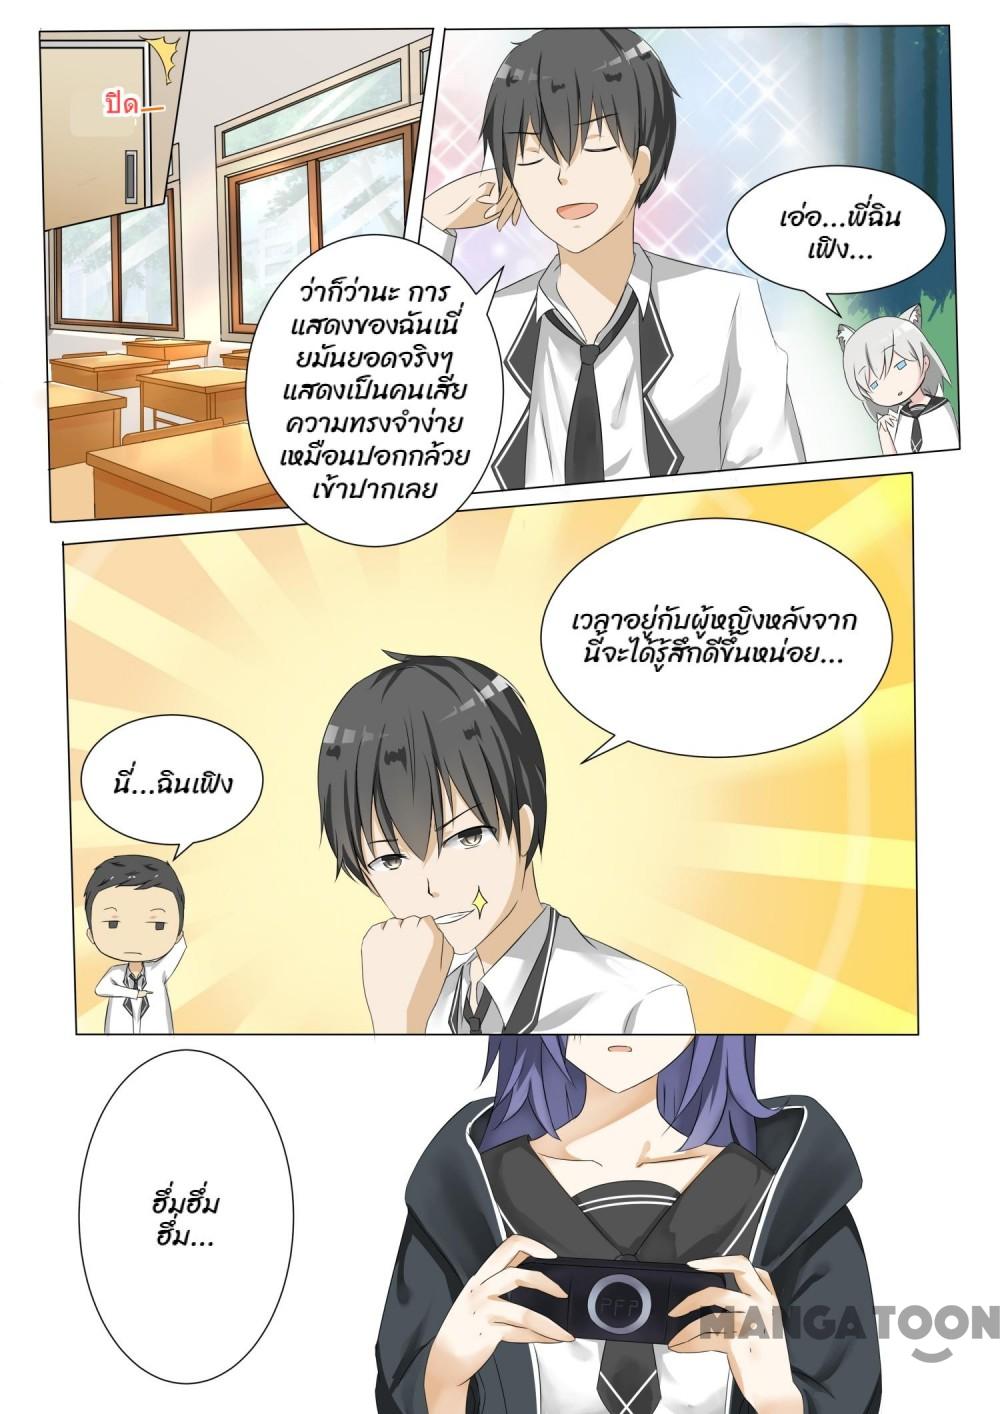 ปิด
เอ่อ...พี่ฉิน
เฟิง...
ว่าก็ว่านะ การ
แสดงของฉันเนี่
ยมันยอดจริงๆ
แสดงเป็นคนเสีย
ความทรงจำง่าย
เหมือนปอกกล้วย
เข้าปากเลย
เวลาอยู่กับผู้หญิงหลังจาก
นี้จะได้รู้สึกดีขึ้นหน่อย...
นี่...ฉินเฟิง
ฮึ่มฮึ่ม
ฮึ่ม...
PFP
MANGATOON